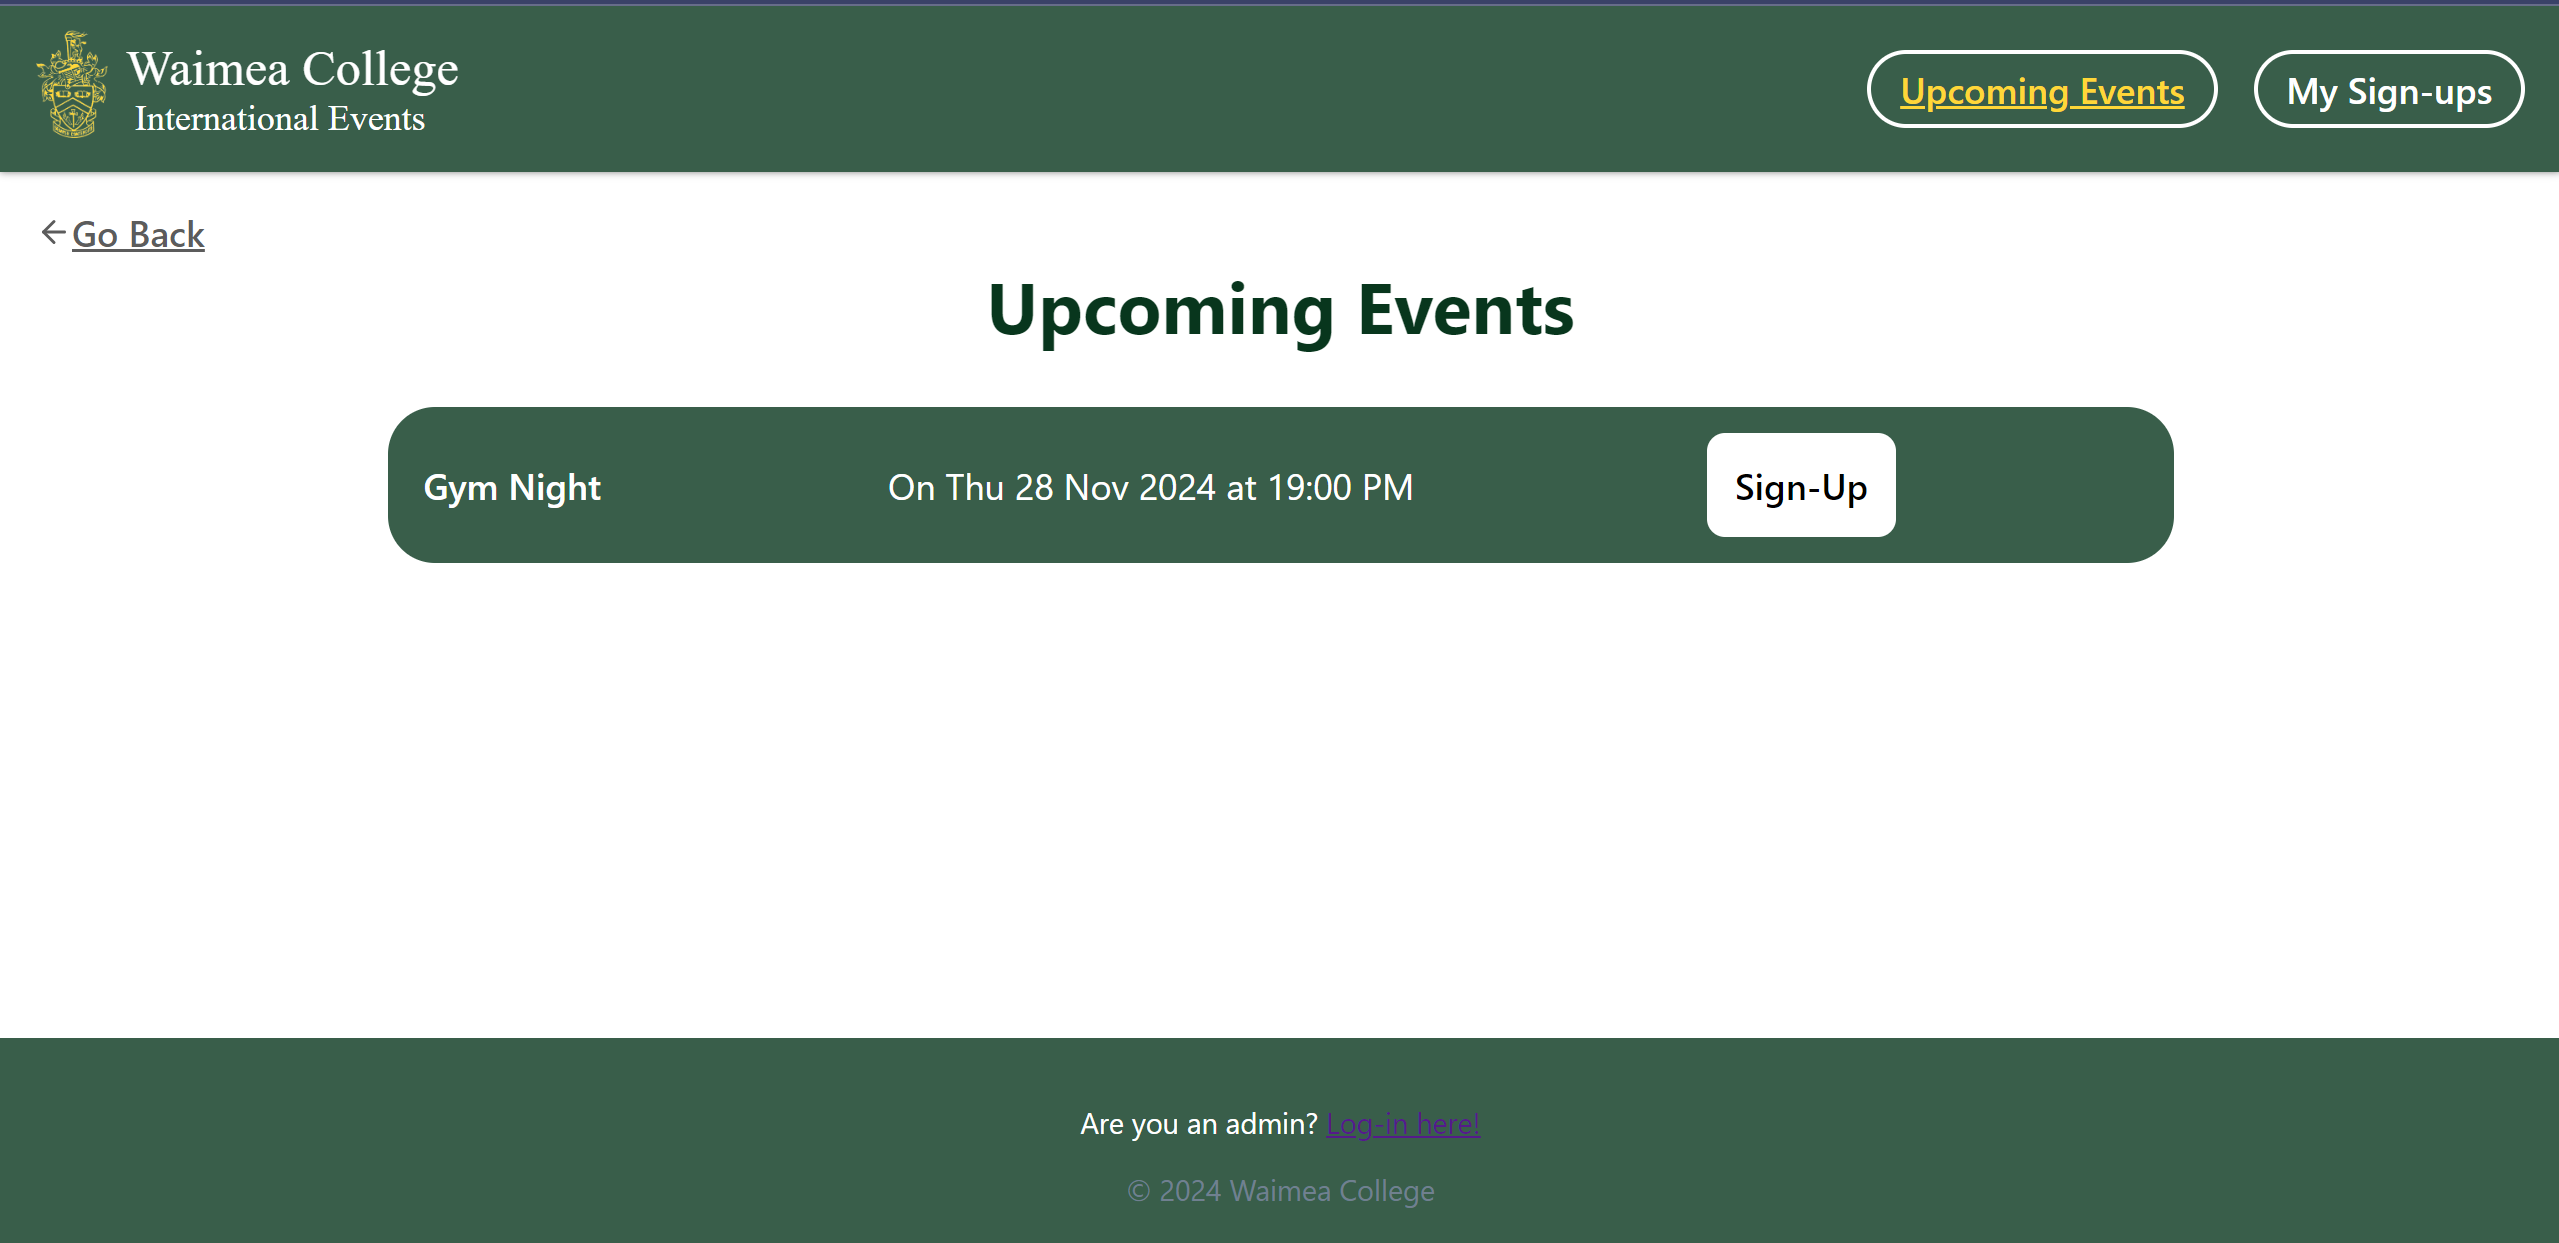 Waimea College
International Events
Upcoming Events
My Sign-ups
Go Back
Upcoming Events
Gym Night
On Thu 28 Nov 2024 at 19:00 PM
Sign-Up
Are you an admin? Log-in here!
© 2024 Waimea College